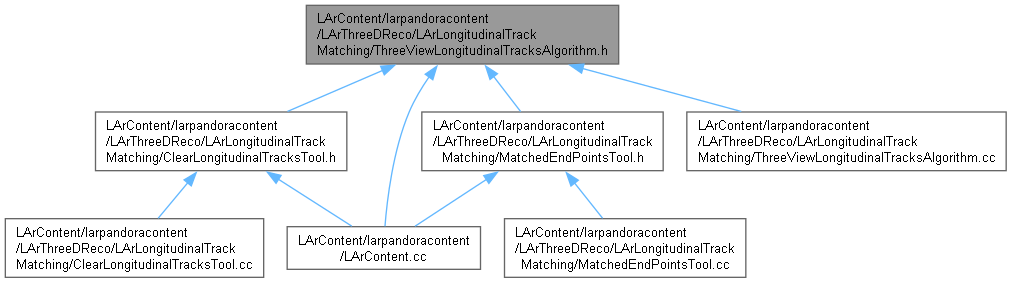 LArContent/larpandoracontent
/LArThreeDReco/LArLongitudinalTrack
Matching/ThreeViewLongitudinalTracksAlgorithm.h
LArContent/larpandoracontent
/LArThreeDReco/LArLongitudinalTrack
Matching/ClearLongitudinalTracksTool.h
LArContent/larpandoracontent
/LArThreeDReco/LArLongitudinalTrack
Matching/MatchedEndPointsTool.h
LArContent/larpandoracontent
/LArThreeDReco/LArLongitudinalTrack
Matching/ThreeViewLongitudinalTracksAlgorithm.cc
LArContent/larpandoracontent
/LArThreeDReco/LArLongitudinalTrack
Matching/ClearLongitudinalTracksTool.cc
LArContent/larpandoracontent
/LArContent.cc
LArContent/larpandoracontent
/LArThreeDReco/LArLongitudinalTrack
Matching/MatchedEndPointsTool.cc